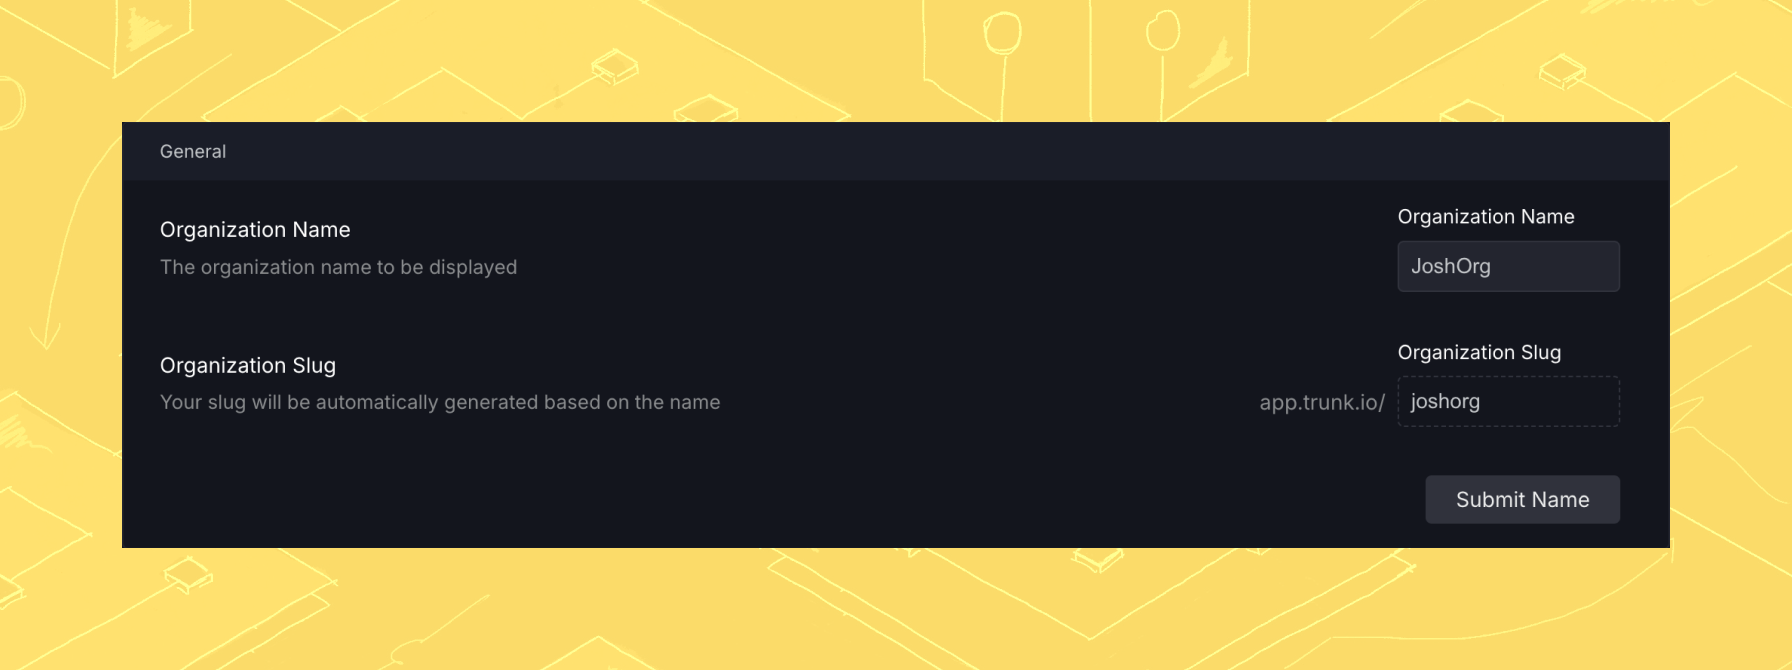 General
Organization Name
The organization name to be displayed
Organization Name
JoshOrg
Organization Slug
Your slug will be automatically generated based on the name
Organization Slug
app.trunk.io/ joshorg
Submit Name